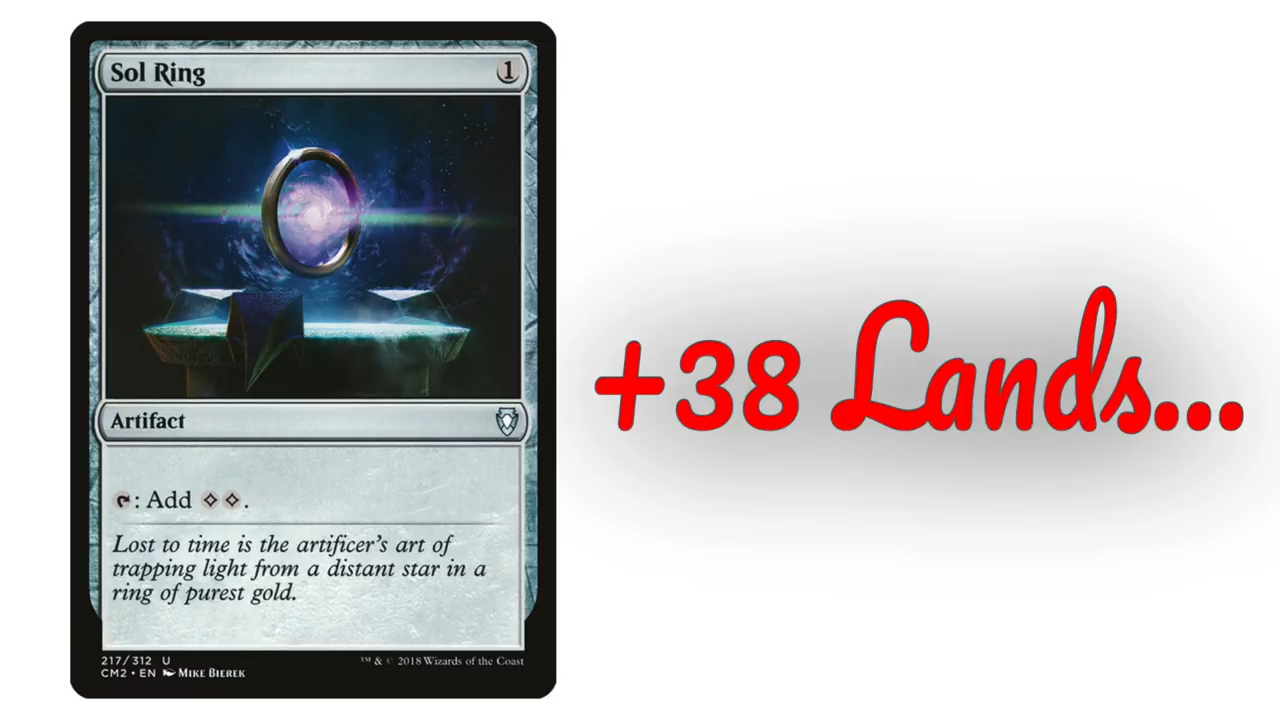 Sol Ring 1
+38 Lands...
Artifact
: Add .
Lost to time is the artificer's art of
trapping light from a distant star in a
ring of purest gold.
217/312 U
CM2 • EN MIKE BIEREK
™ & © 2018 Wizards of the Coast